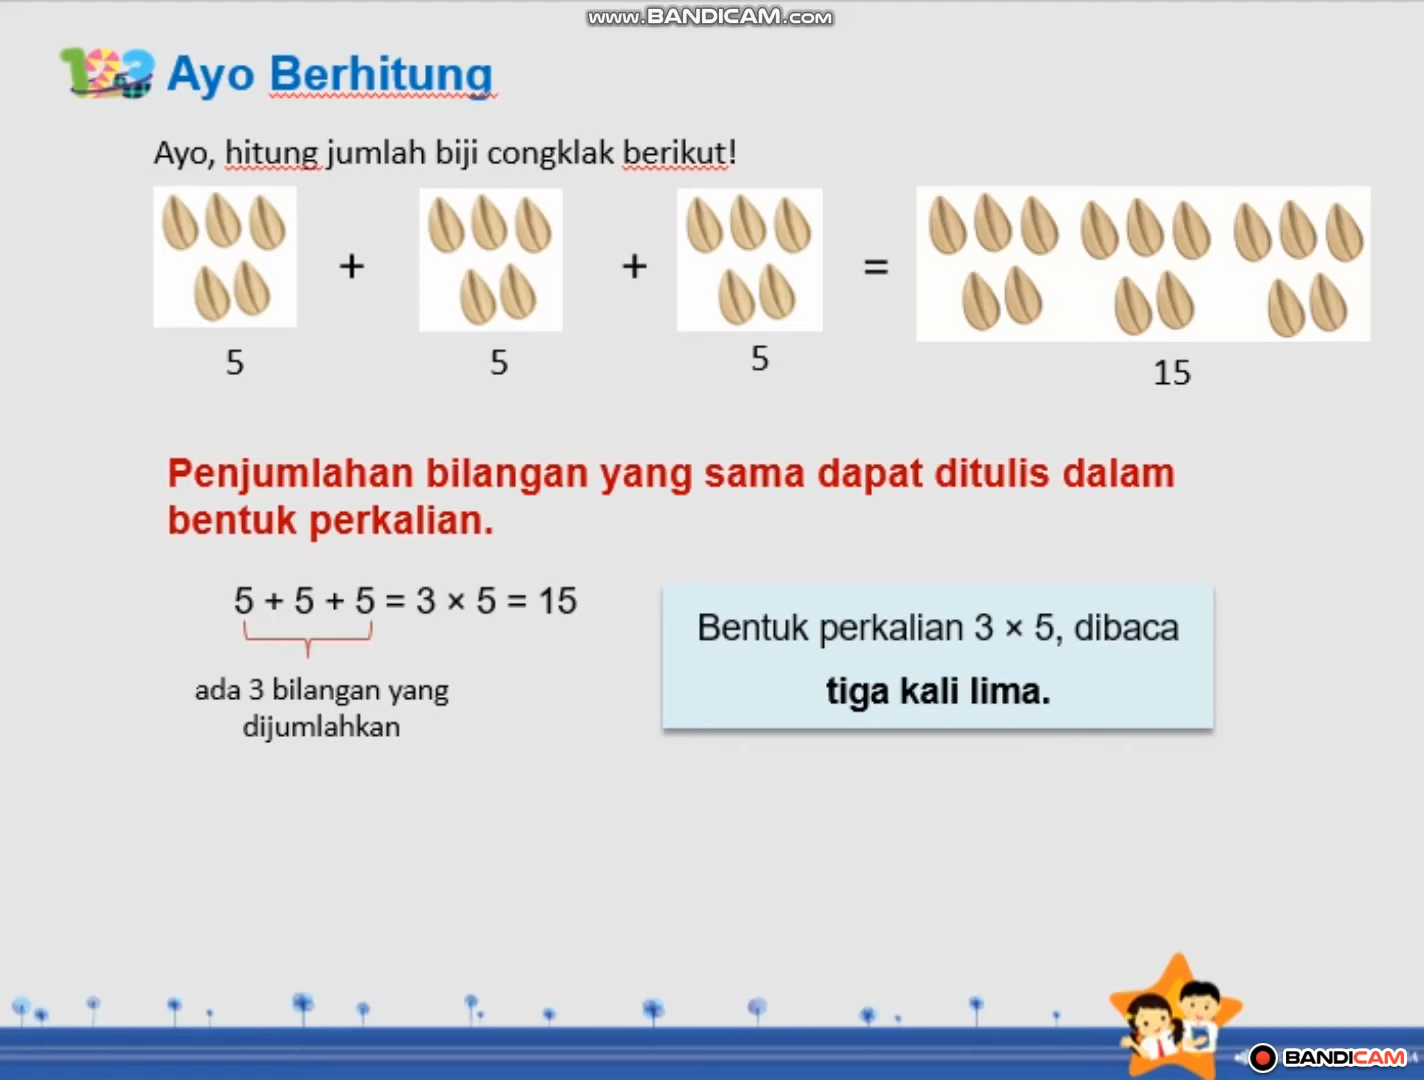 www.BANDICAM.com
123 Ayo Berhitung
Ayo, hitung jumlah biji congklak berikut!
+ + =
5 5 5 15
Penjumlahan bilangan yang sama dapat ditulis dalam
bentuk perkalian.
5 + 5 + 5 = 3 × 5 = 15
ada 3 bilangan yang
dijumlahkan
Bentuk perkalian 3 × 5, dibaca
tiga kali lima.
BANDICAM